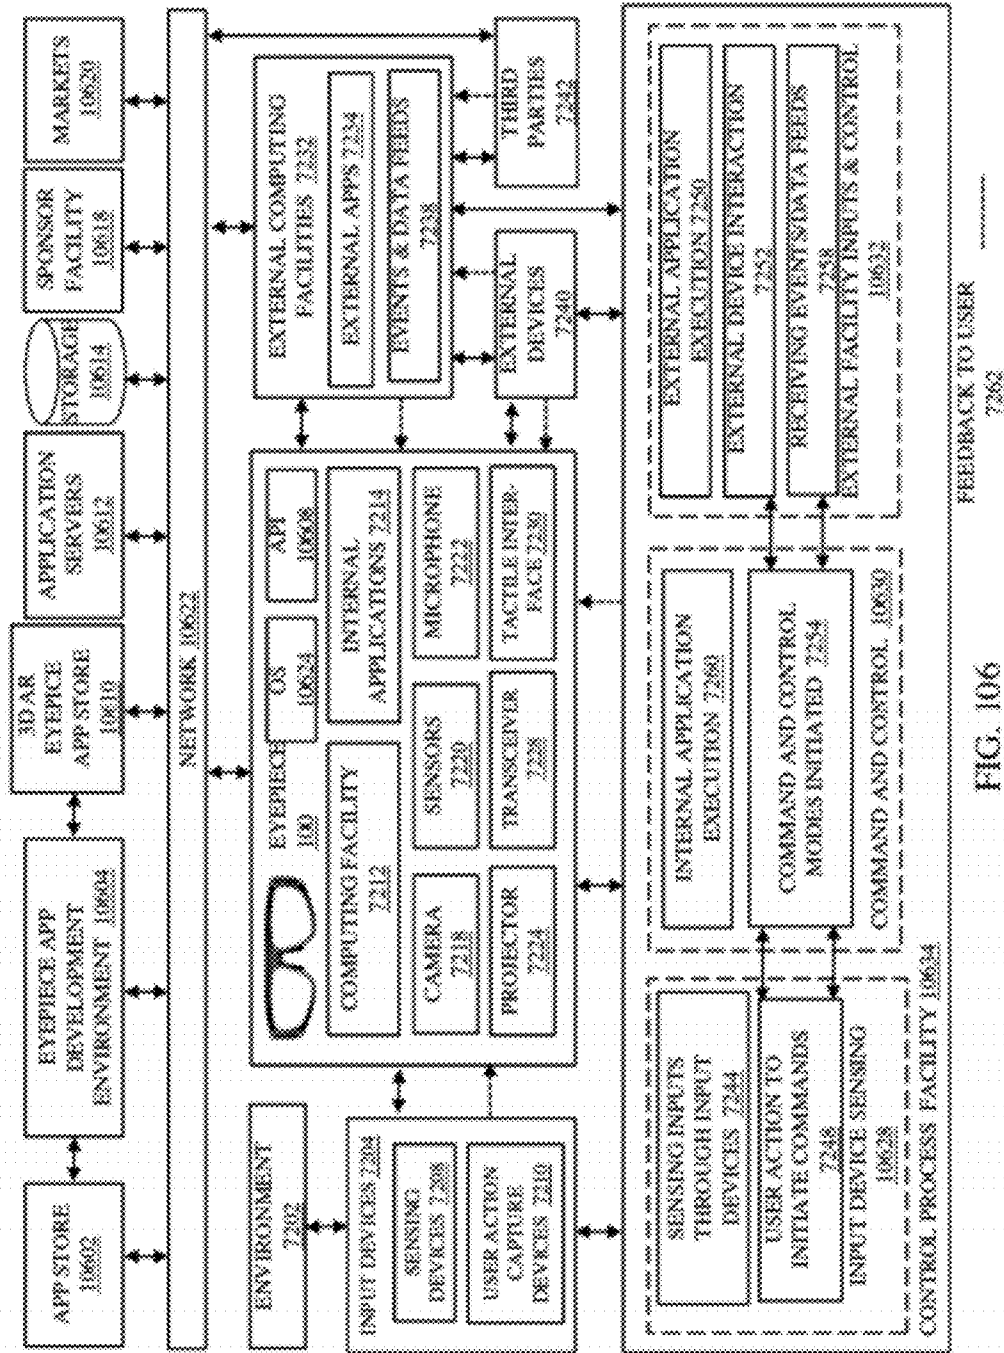 APP STORE
10602
EYEPIECE APP
DEVELOPMENT
ENVIRONMENT 10604
3D AR
EYEPICE
APP STORE
10610
APPLICATION
SERVERS
10612
STORAGE
10614
SPONSOR
FACILITY
10618
MARKETS
10620
NETWORK 10622
ENVIRONMENT
7202
INPUT DEVICES 7204
SENSING
DEVICES 7208
USER ACTION
CAPTURE
DEVICES 7210
EYEPIECE
100
OS
10624
API
10608
COMPUTING FACILITY
7212
INTERNAL
APPLICATIONS 7214
CAMERA
7218
SENSORS
7220
MICROPHONE
7222
PROJECTOR
7224
TRANSCEIVER
7228
TACTILE INTER-
FACE 7230
EXTERNAL COMPUTING
FACILITIES 7232
EXTERNAL APPS 7234
EVENTS & DATA FEEDS
7238
EXTERNAL
DEVICES
7240
THIRD
PARTIES
7242
SENSING INPUTS
THROUGH INPUT
DEVICES 7244
USER ACTION TO
INITIATE COMMANDS
7248
INPUT DEVICE SENSING
10628
INTERNAL APPLICATION
EXECUTION 7260
COMMAND AND CONTROL
MODES INITIATED 7254
COMMAND AND CONTROL 10630
EXTERNAL APPLICATION
EXECUTION 7250
EXTERNAL DEVICE INTERACTION
7252
RECEIVING EVENTS/DATA FEEDS
7258
EXTERNAL FACILITY INPUTS & CONTROL
10632
CONTROL PROCESS FACILITY 10634
FEEDBACK TO USER
7262
FIG. 106